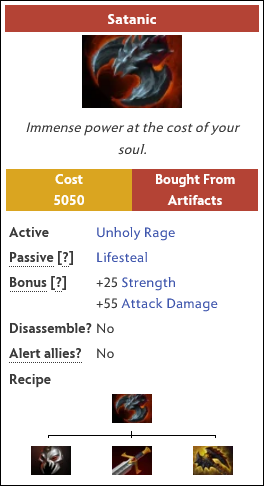 Satanic
Immense power at the cost of your
soul.
Cost
5050
Bought From
Artifacts
Active Unholy Rage
Passive [?] Lifesteal
Bonus [?] +25 Strength
+55 Attack Damage
Disassemble? No
Alert allies? No
Recipe